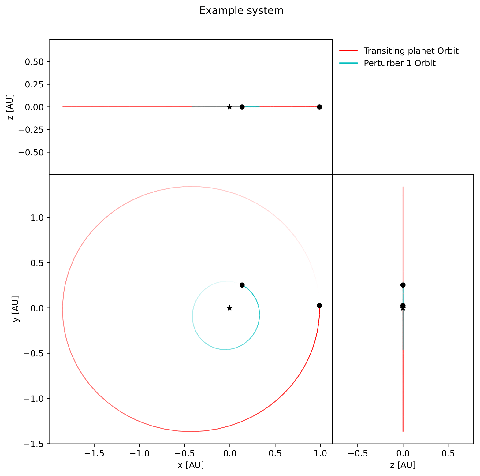 Example system
Transiting planet Orbit
Perturber 1 Orbit
z [AU]
0.50
0.25
0.00
−0.25
−0.50
y [AU]
1.0
0.5
0.0
−0.5
−1.0
−1.5
−1.5
−1.0
−0.5
0.0
0.5
1.0
x [AU]
−0.5
0.0
0.5
z [AU]